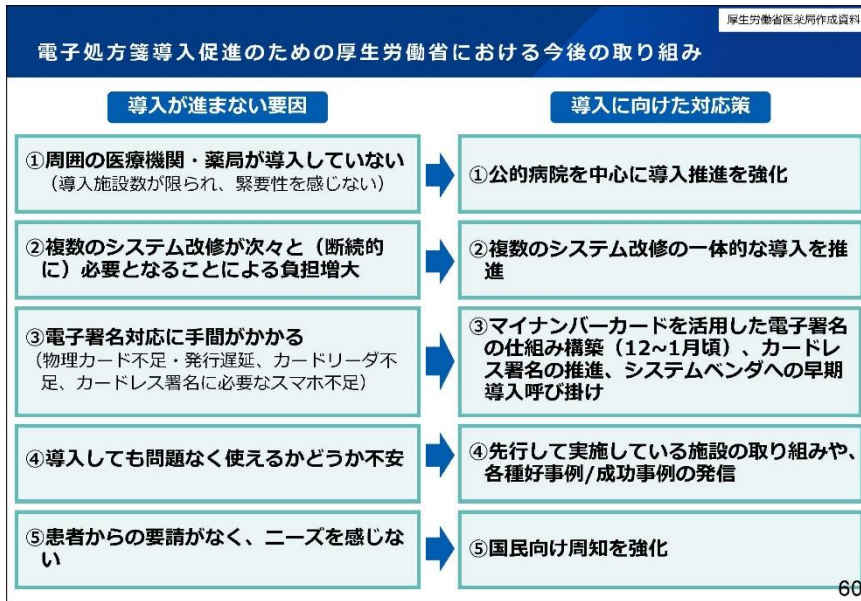 厚生労働省医薬局作成資料
電子処方箋導入促進のための厚生労働省における今後の取り組み
導入が進まない要因
導入に向けた対応策
①周囲の医療機関・薬局が導入していない
（導入施設数が限られ、緊要性を感じない）
①公的病院を中心に導入推進を強化
②複数のシステム改修が次々と（断続的
に）必要となることによる負担増大
②複数のシステム改修の一体的な導入を推
進
③電子署名対応に手間がかかる
（物理カード不足・発行遅延、カードリーダ不
足、カードレス署名に必要なスマホ不足）
③マイナンバーカードを活用した電子署名
の仕組み構築（12~1月頃）、カードレ
ス署名の推進、システムベンダへの早期
導入呼び掛け
④導入しても問題なく使えるかどうか不安
④先行して実施している施設の取り組みや、
各種好事例/成功事例の発信
⑤患者からの要請がなく、ニーズを感じな
い
⑤国民向け周知を強化
60